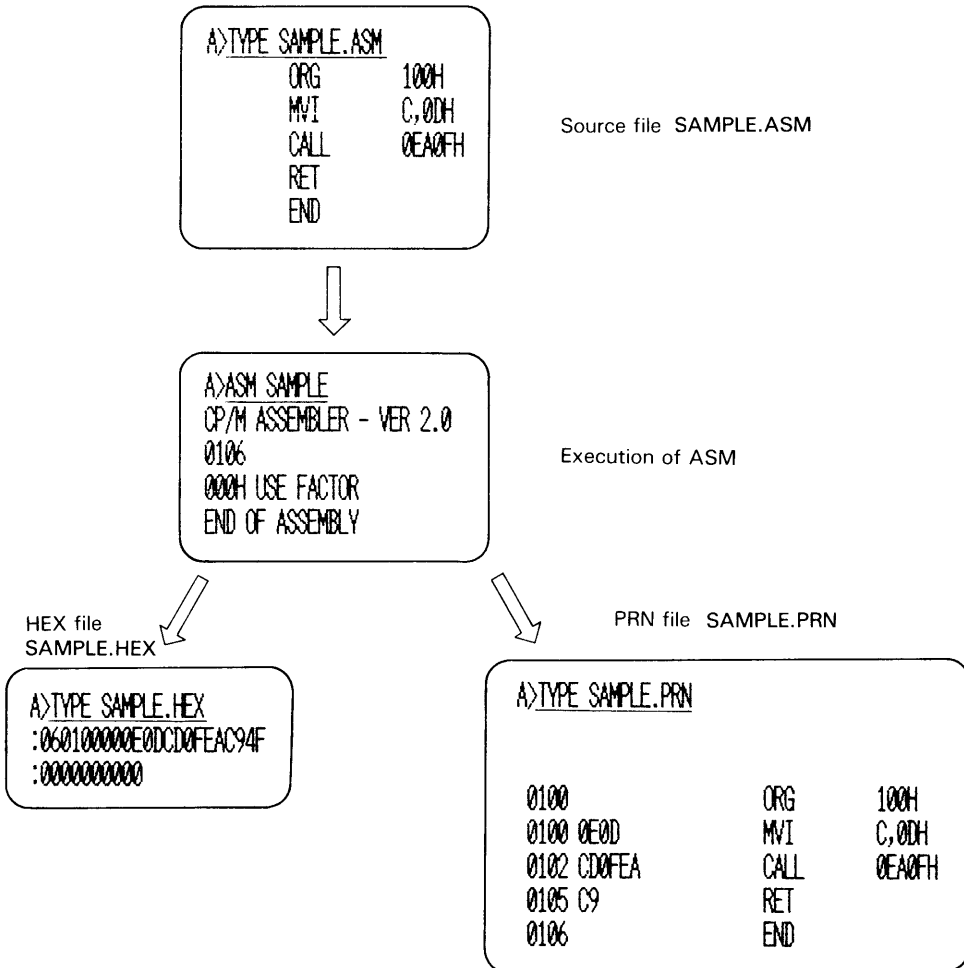 A>TYPE SAMPLE.ASM
ORG 100H
MVI C,0DH
CALL 0EA0FH
RET
END
Source file SAMPLE.ASM
A>ASM SAMPLE
CP/M ASSEMBLER - VER 2.0
0106
000H USE FACTOR
END OF ASSEMBLY
Execution of ASM
HEX file
SAMPLE.HEX
A>TYPE SAMPLE.HEX
:060100000E0DCD0FEAC94F
:0000000000
PRN file SAMPLE.PRN
A>TYPE SAMPLE.PRN
0100 ORG 100H
0100 0E0D MVI C,0DH
0102 CD0FEA CALL 0EA0FH
0105 C9 RET
0106 END